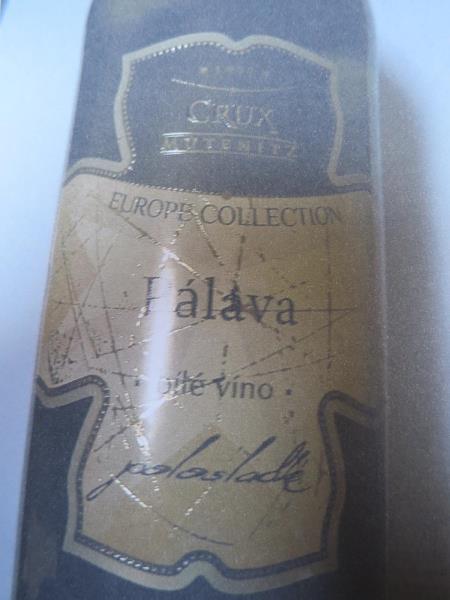 CRUX
MUTENITZ
EUROPE COLLECTION
Pálava
· bílé víno ·
polosladké